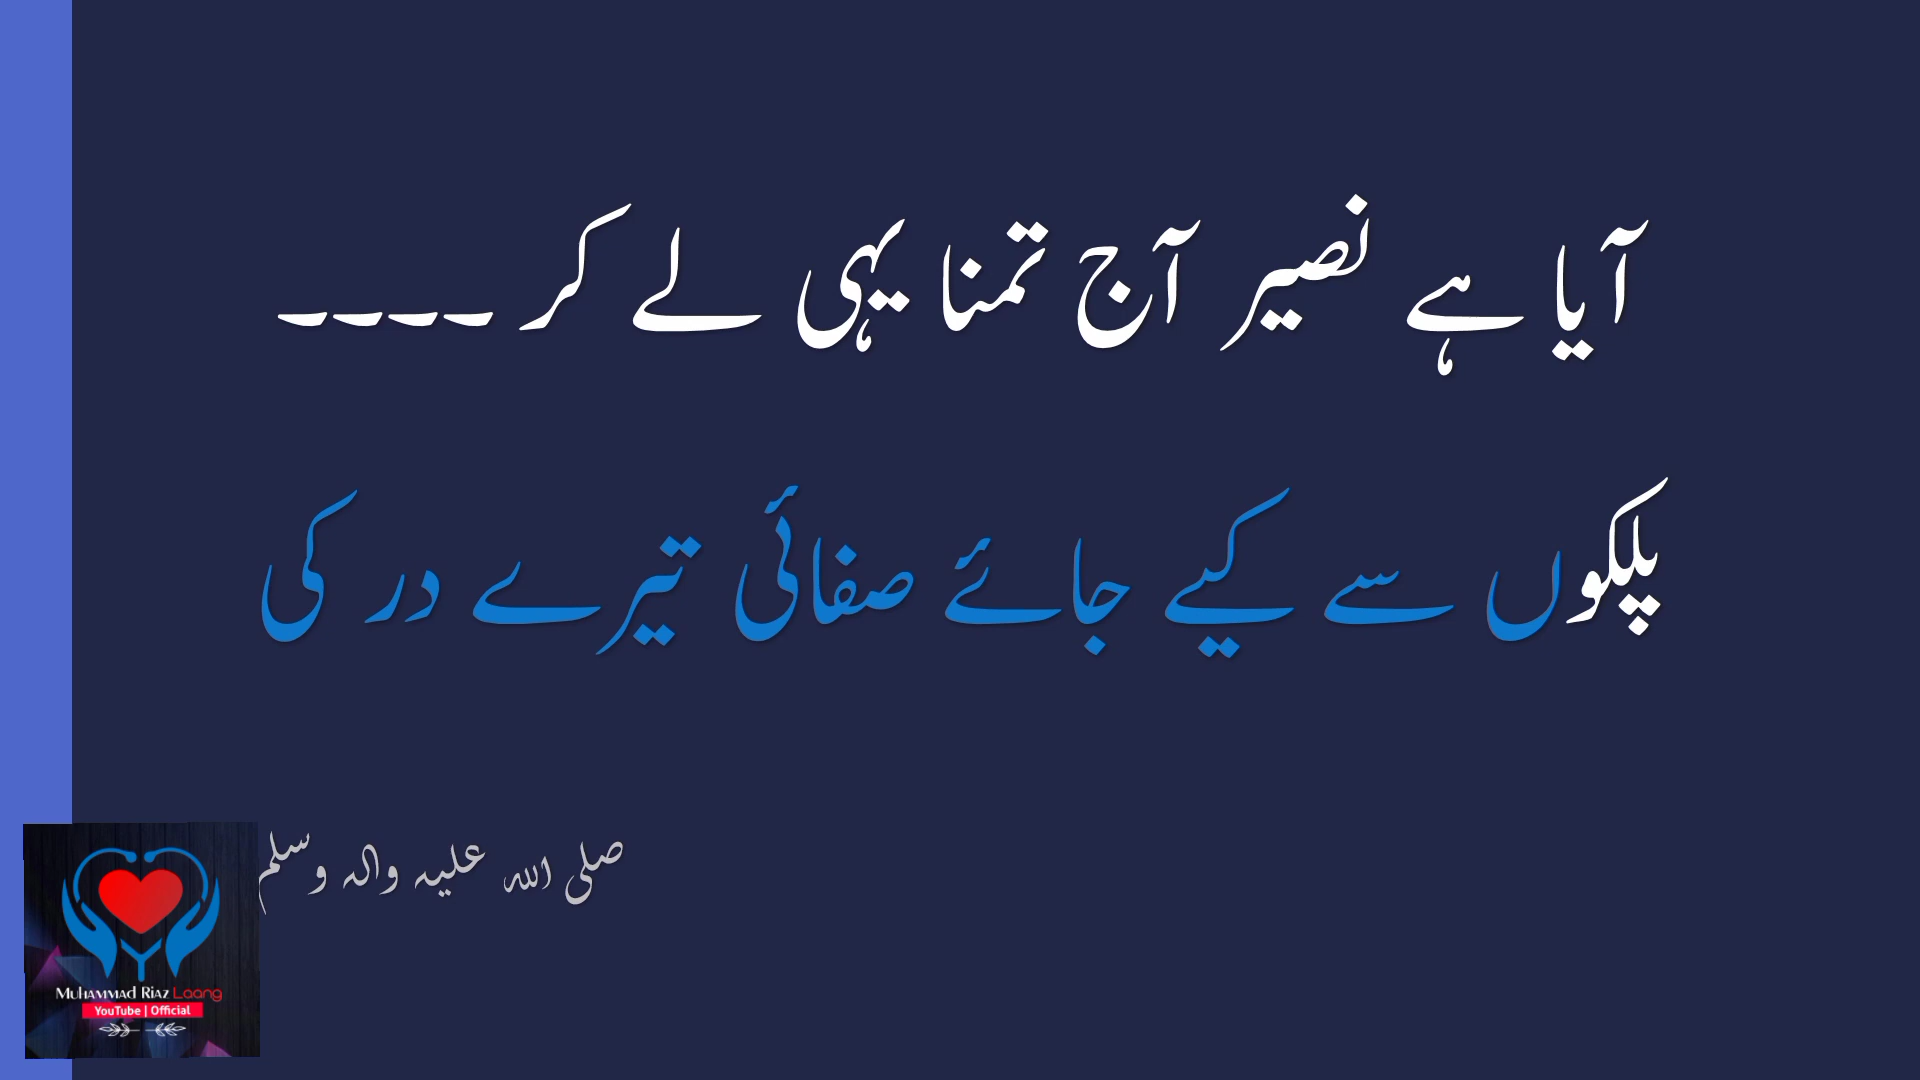 آیا ہے نصیر آج تمنا یہی لے کر ۔۔۔۔
پلکوں سے کیے جائے صفائی تیرے در کی
صلی اللہ علیہ والہ وسلم
Muhammad Riaz Laang
YouTube | Official